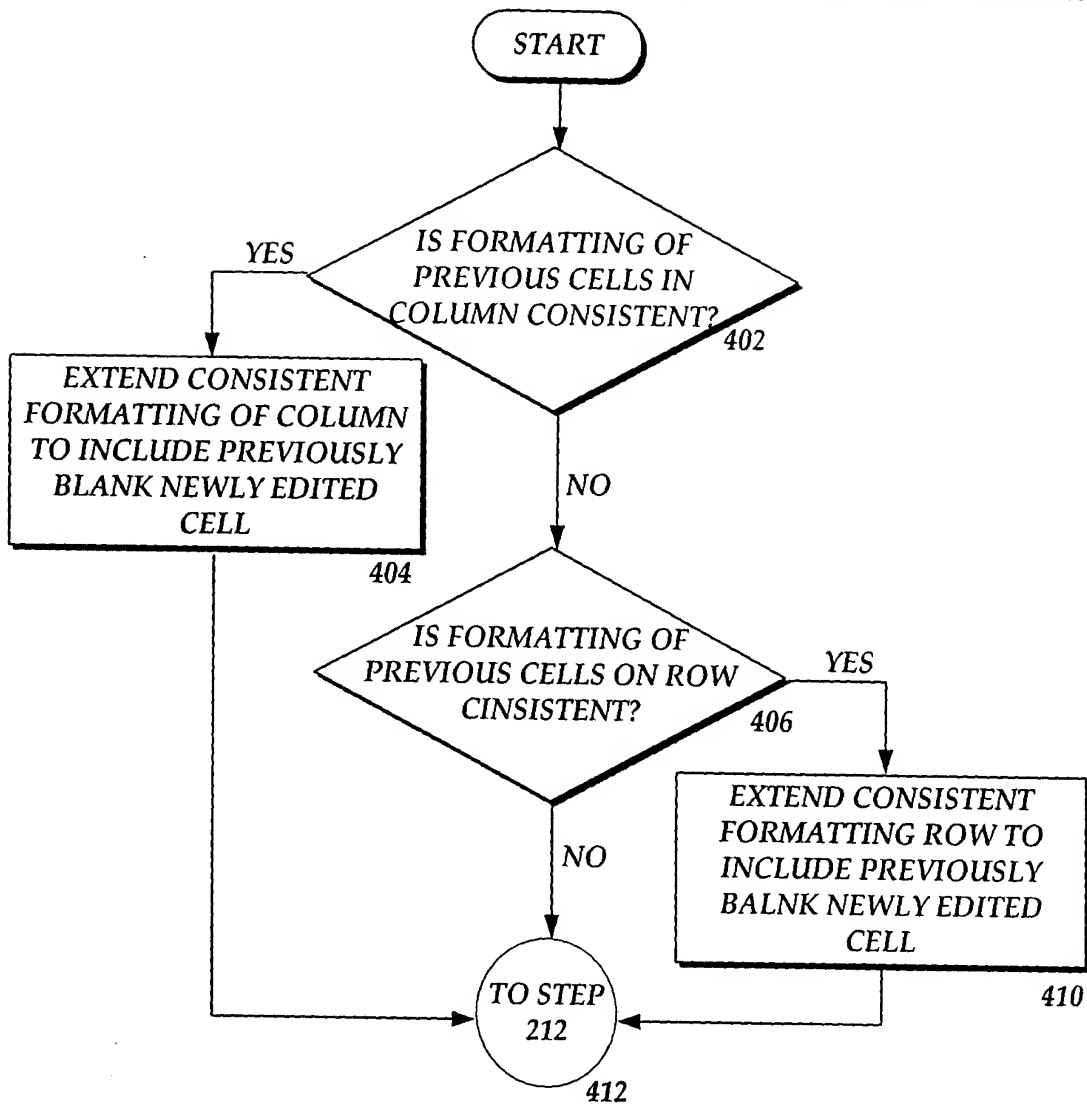 START
IS FORMATTING OF
PREVIOUS CELLS IN
COLUMN CONSISTENT?
402
YES
EXTEND CONSISTENT
FORMATTING OF COLUMN
TO INCLUDE PREVIOUSLY
BLANK NEWLY EDITED
CELL
404
NO
IS FORMATTING OF
PREVIOUS CELLS ON ROW
CINSISTENT?
406
YES
EXTEND CONSISTENT
FORMATTING ROW TO
INCLUDE PREVIOUSLY
BALNK NEWLY EDITED
CELL
410
NO
TO STEP
212
412